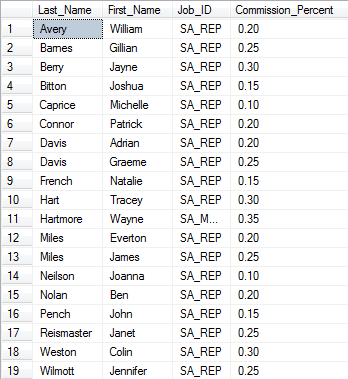 Last_Name First_Name Job_ID Commission_Percent
1 Avery William SA_REP 0.20
2 Barnes Gillian SA_REP 0.25
3 Berry Jayne SA_REP 0.30
4 Bitton Joshua SA_REP 0.15
5 Caprice Michelle SA_REP 0.10
6 Connor Patrick SA_REP 0.20
7 Davis Adrian SA_REP 0.20
8 Davis Graeme SA_REP 0.25
9 French Natalie SA_REP 0.15
10 Hart Tracey SA_REP 0.30
11 Hartmore Wayne SA_M... 0.35
12 Miles Everton SA_REP 0.20
13 Miles James SA_REP 0.25
14 Neilson Joanna SA_REP 0.10
15 Nolan Ben SA_REP 0.20
16 Pench John SA_REP 0.15
17 Reismaster Janet SA_REP 0.25
18 Weston Colin SA_REP 0.30
19 Wilmott Jennifer SA_REP 0.25